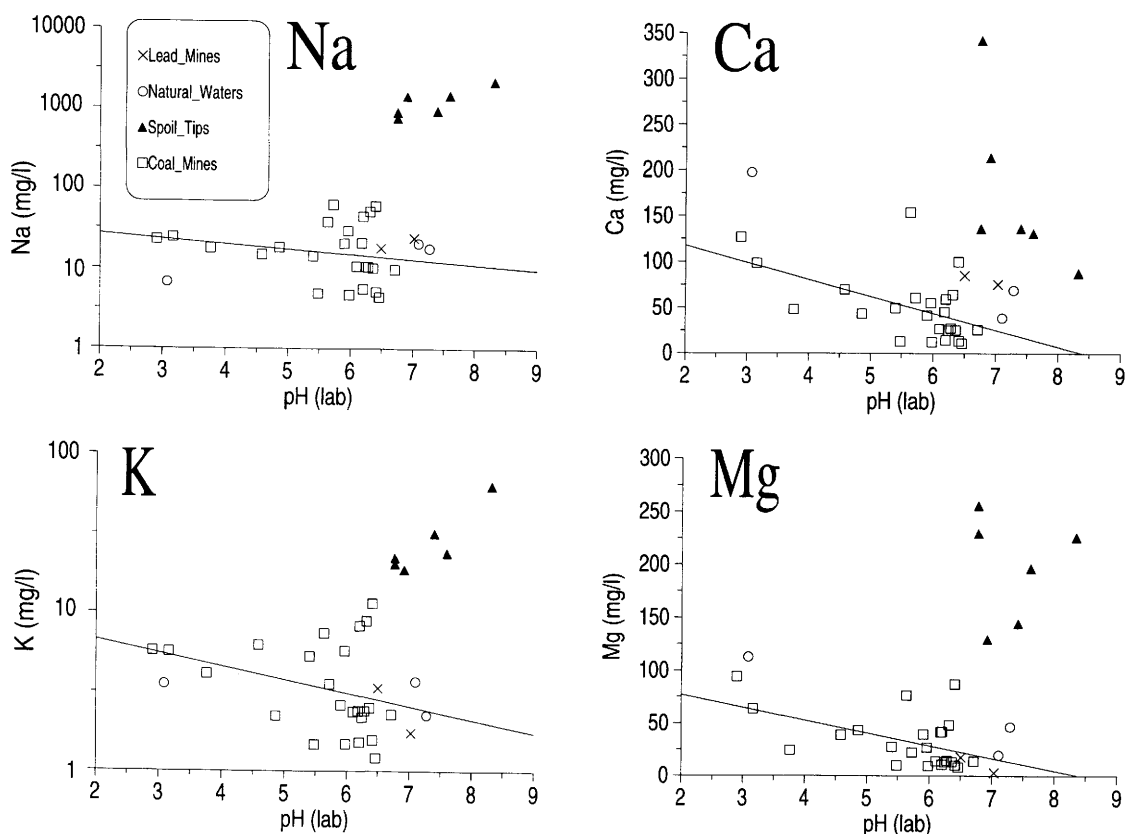 Na
10000
1000
100
10
1
Na (mg/l)
Lead_Mines
Natural_Waters
Spoil_Tips
Coal_Mines
2 3 4 5 6 7 8 9
pH (lab)
Ca
350
300
250
200
150
100
50
0
Ca (mg/l)
2 3 4 5 6 7 8 9
pH (lab)
K
100
10
1
K (mg/l)
2 3 4 5 6 7 8 9
pH (lab)
Mg
300
250
200
150
100
50
0
Mg (mg/l)
2 3 4 5 6 7 8 9
pH (lab)